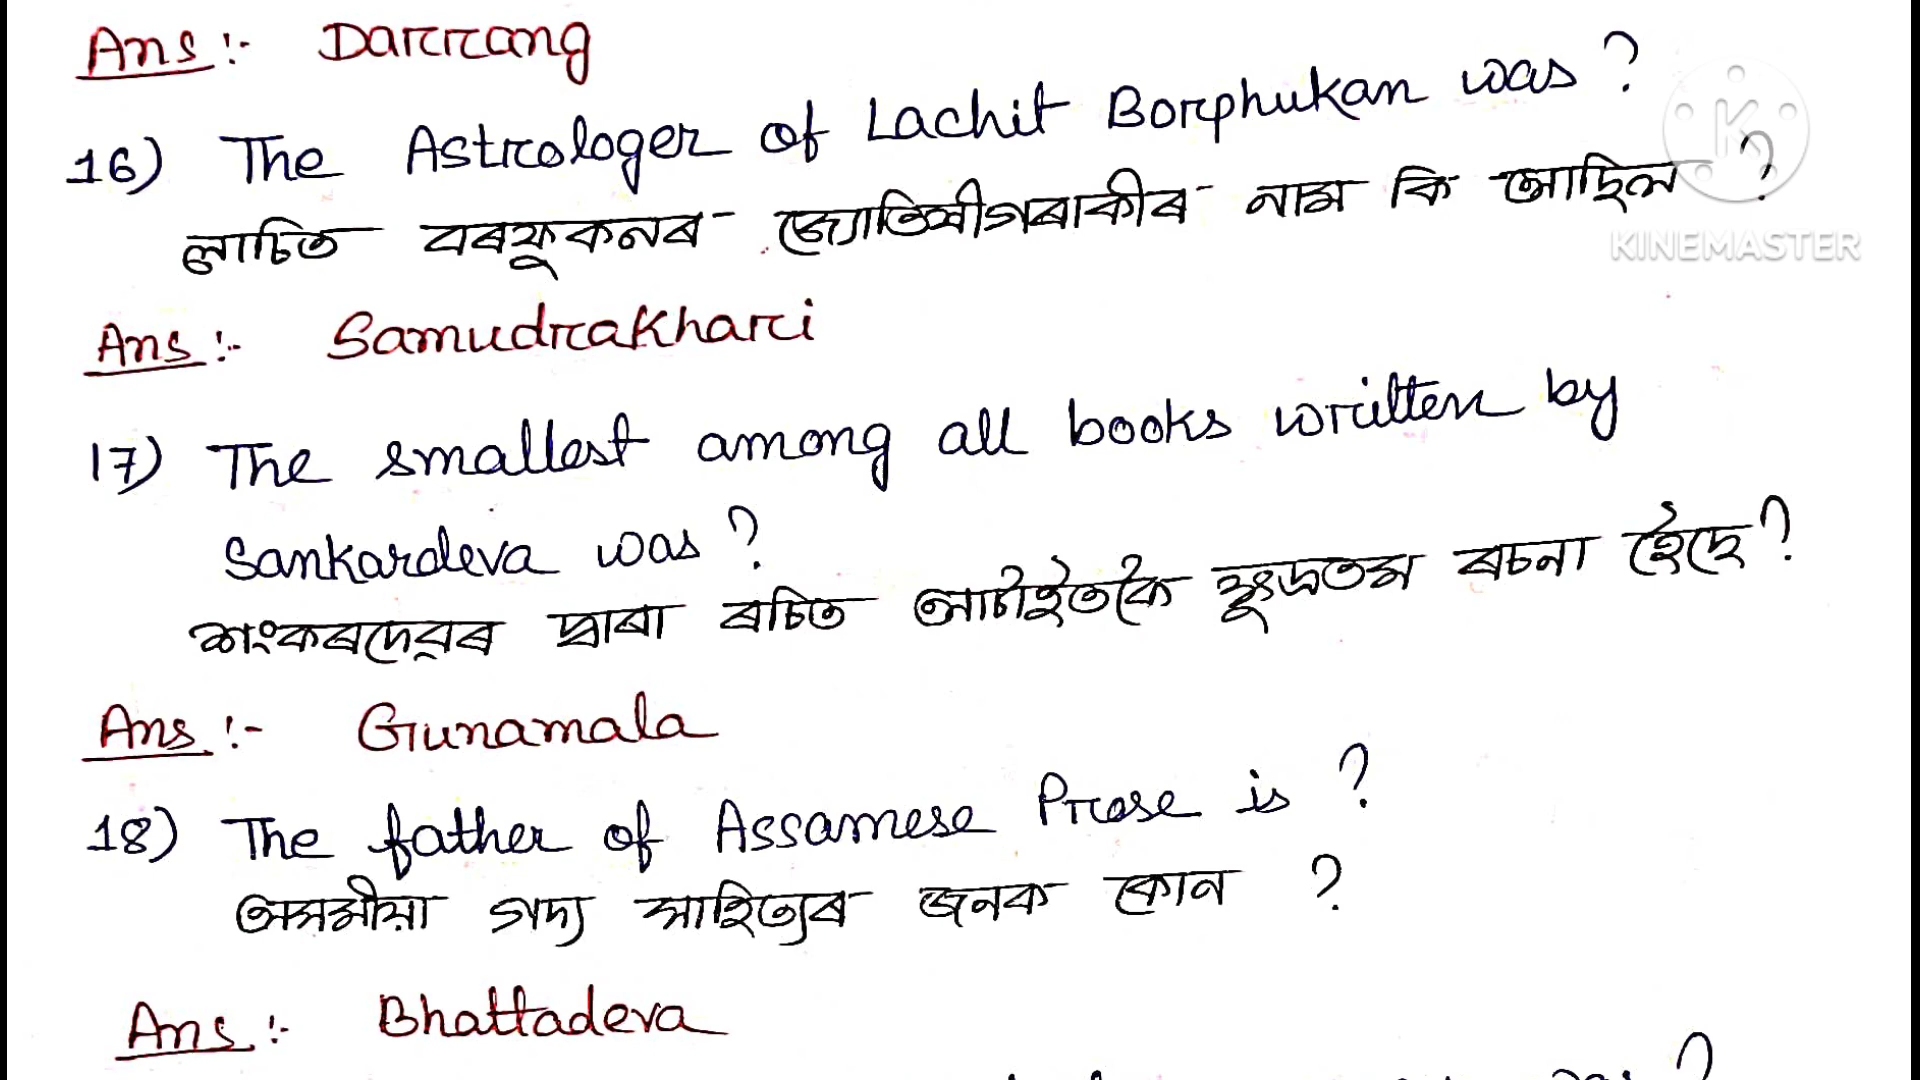 Ans :- Darrang
16) The Astrologer of Lachit Borphukan was ?
লাচিত বৰফুকনৰ জ্যোতিষীগৰাকীৰ নাম কি আছিল ?
KINEMASTER
Ans :- Samudrakhari
17) The smallest among all books written by
Sankardeva was ?
শংকৰদেৱৰ দ্বাৰা ৰচিত আটাইতকৈ ক্ষুদ্ৰতম ৰচনা হৈছে ?
Ans :- Gunamala
18) The father of Assamese Prose is ?
অসমীয়া গদ্য সাহিত্যৰ জনক কোন ?
Ans :- Bhattadeva